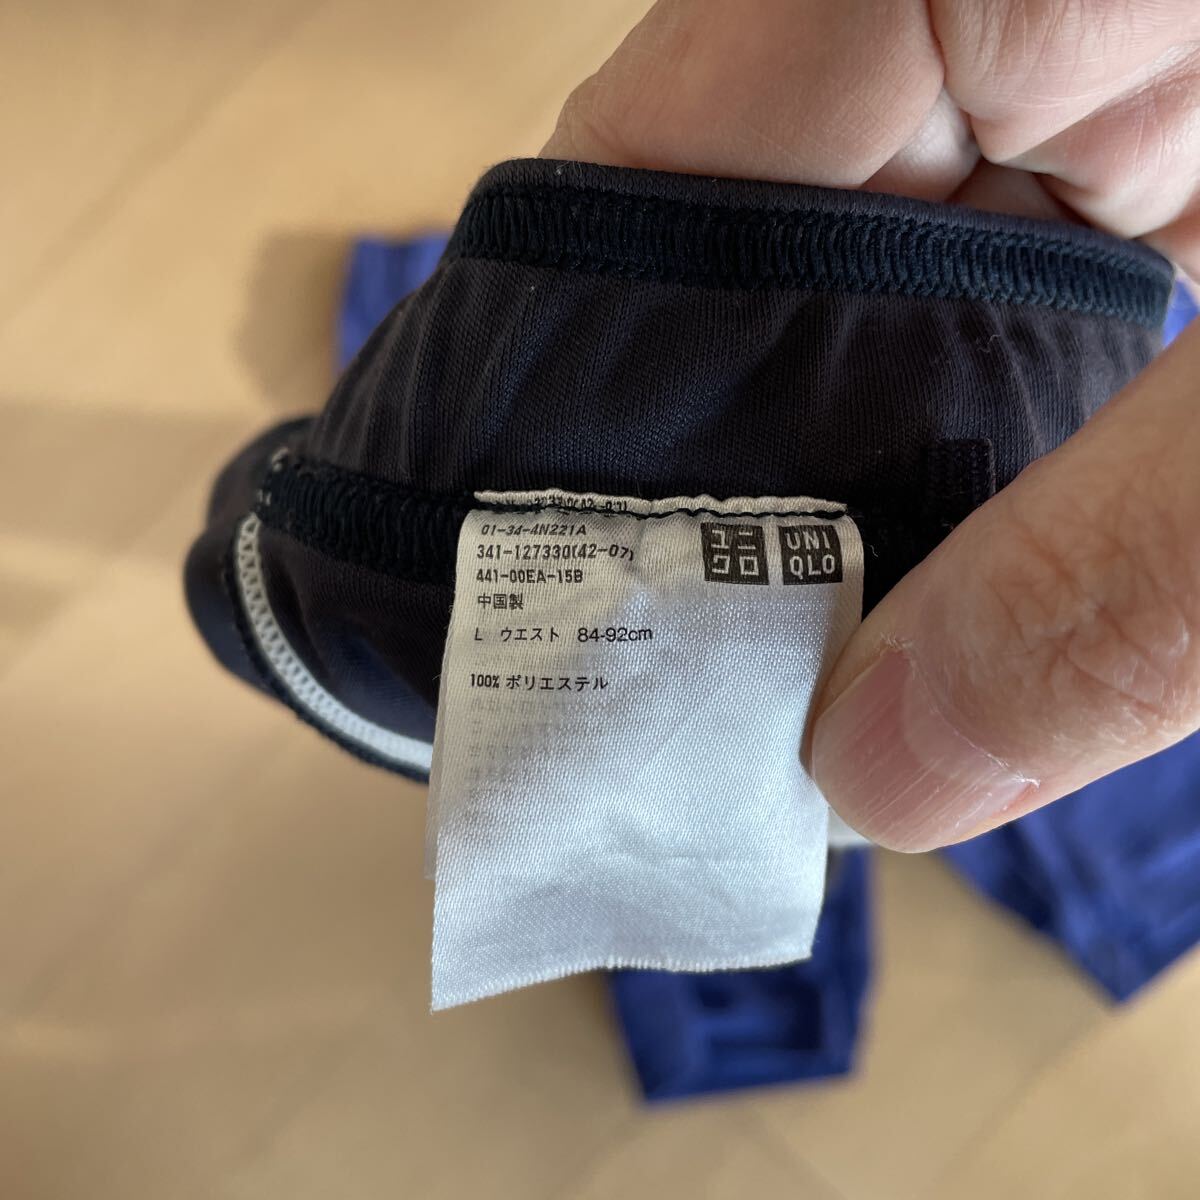 01-34-4N221A
341-127330(42-07)
441-00EA-15B
中国製
L ウエスト 84-92cm
100% ポリエステル
ユニ
クロ
UNI
QLO